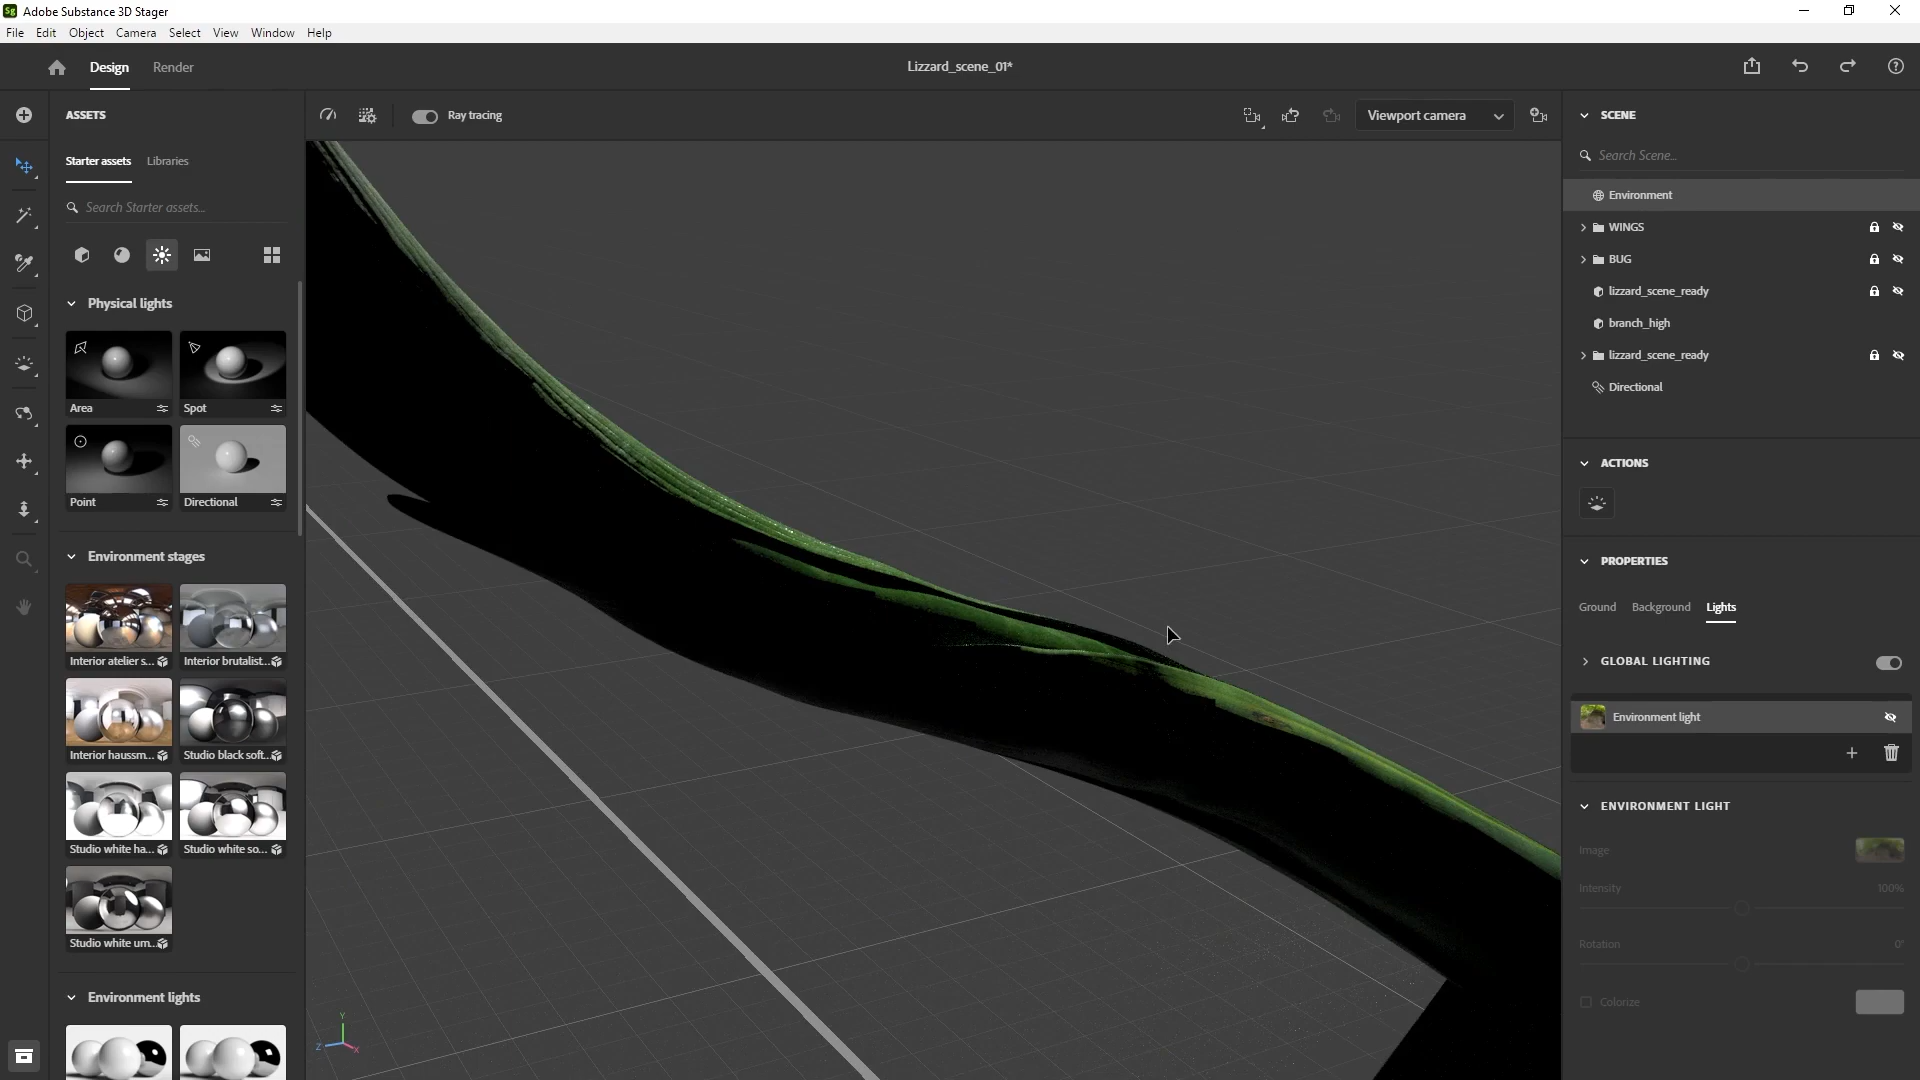 Sg Adobe Substance 3D Stager
File Edit Object Camera Select View Window Help
Design Render Lizzard_scene_01*
ASSETS
Starter assets Libraries
Search Starter assets...
Physical lights
Area Spot
Point Directional
Environment stages
Interior atelier s... Interior brutalist...
Interior haussm... Studio black soft...
Studio white ha... Studio white so...
Studio white um...
Environment lights
Ray tracing
Viewport camera
Y
Z X
SCENE
Search Scene...
Environment
WINGS
BUG
lizzard_scene_ready
branch_high
lizzard_scene_ready
Directional
ACTIONS
PROPERTIES
Ground Background Lights
GLOBAL LIGHTING
Environment light
ENVIRONMENT LIGHT
Image
Intensity 100%
Rotation 0°
Colorize